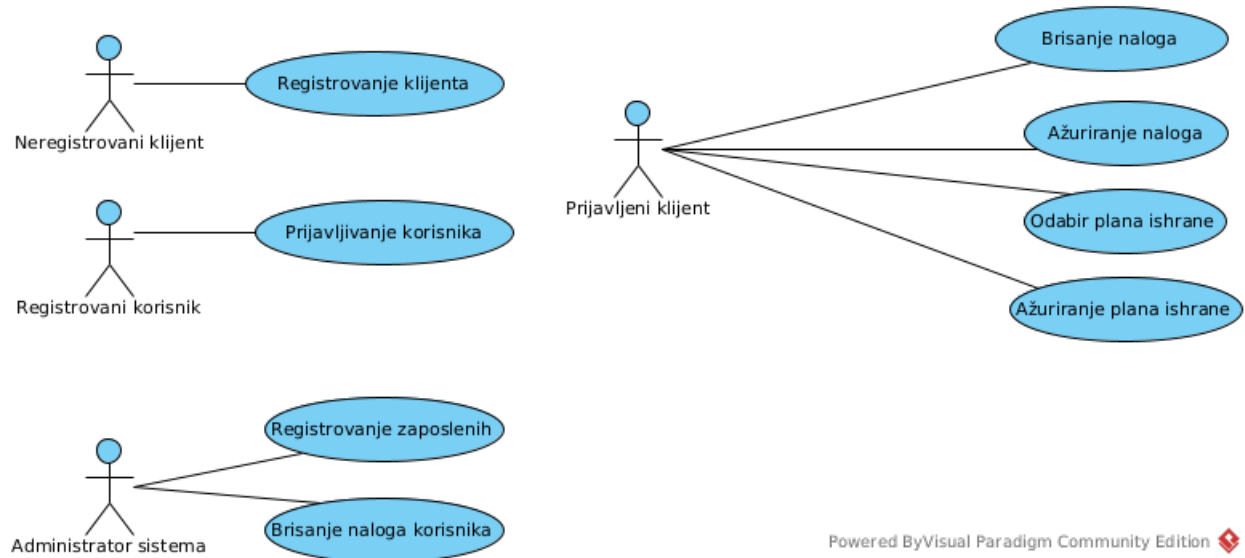 Neregistrovani klijent
Registrovanje klijenta
Registrovani korisnik
Prijavljivanje korisnika
Administrator sistema
Registrovanje zaposlenih
Brisanje naloga korisnika
Prijavljeni klijent
Brisanje naloga
Ažuriranje naloga
Odabir plana ishrane
Ažuriranje plana ishrane
Powered ByVisual Paradigm Community Edition